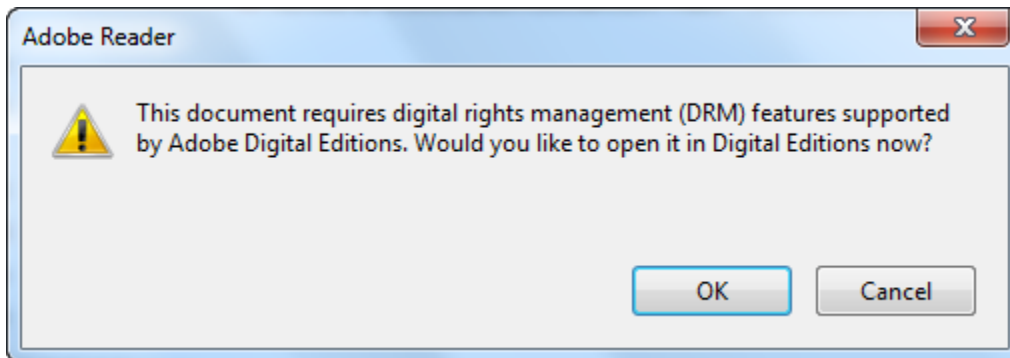 Adobe Reader
This document requires digital rights management (DRM) features supported
by Adobe Digital Editions. Would you like to open it in Digital Editions now?
OK
Cancel